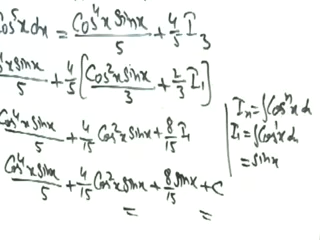 Cos⁵x dx = Cos⁴x sinx/5 + 4/5 I₃
x sinx/5 + 4/5 [Cos²x sinx/3 + 2/3 I₁]
Cos⁴x sinx/5 + 4/15 Cos²x sinx + 8/15 I₁
Cos⁴x sinx/5 + 4/15 Cos²x sinx + 8/15 sinx + C
Iₙ = ∫Cosⁿx dx
I₁ = ∫Cos¹x dx
= sinx